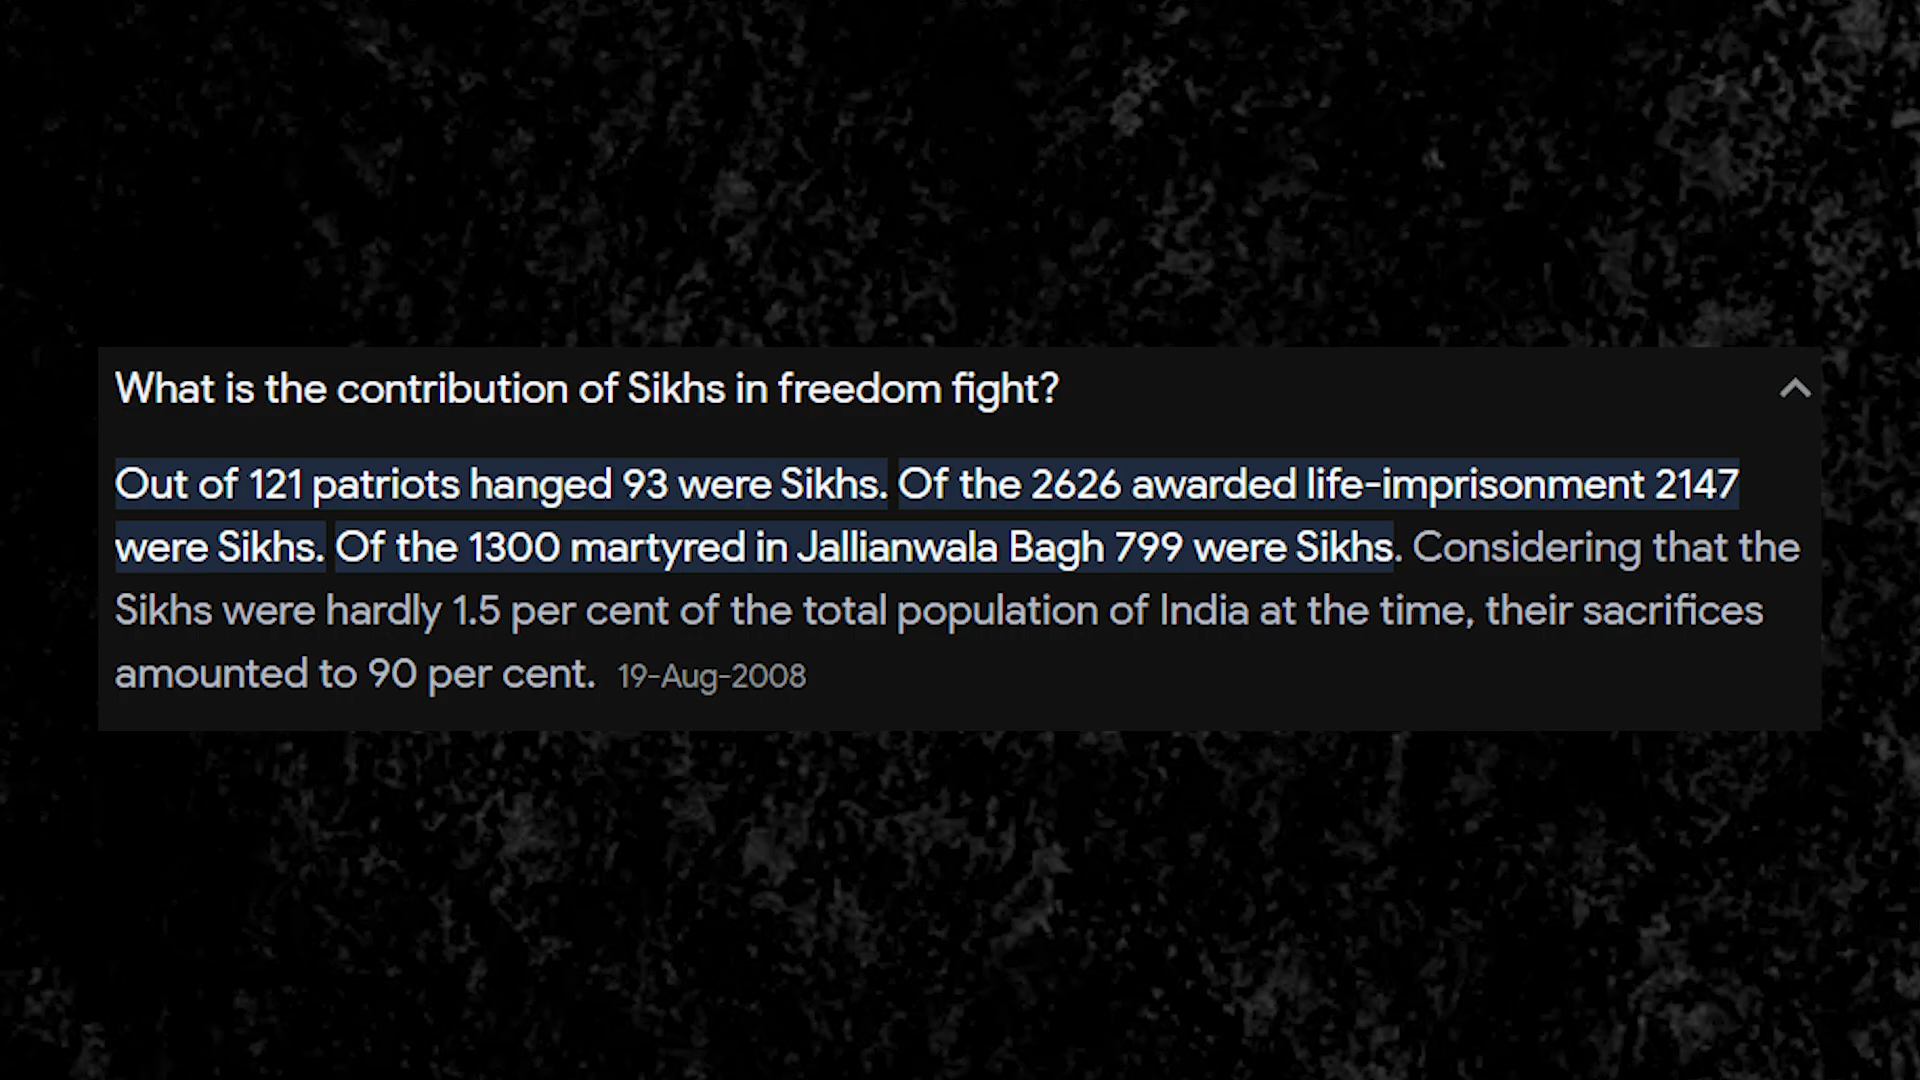 What is the contribution of Sikhs in freedom fight?
Out of 121 patriots hanged 93 were Sikhs. Of the 2626 awarded life-imprisonment 2147
were Sikhs. Of the 1300 martyred in Jallianwala Bagh 799 were Sikhs. Considering that the
Sikhs were hardly 1.5 per cent of the total population of India at the time, their sacrifices
amounted to 90 per cent. 19-Aug-2008